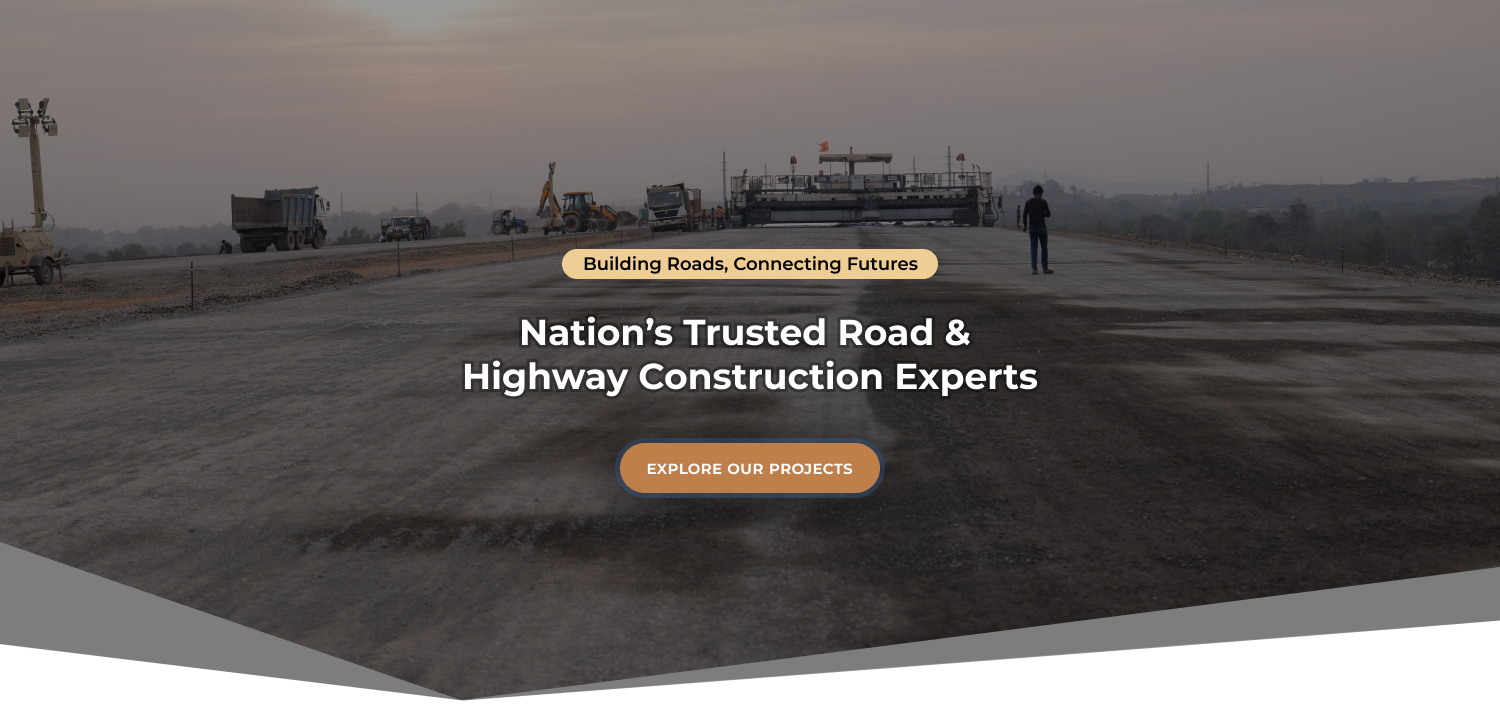 Building Roads, Connecting Futures
Nation’s Trusted Road &
Highway Construction Experts
EXPLORE OUR PROJECTS